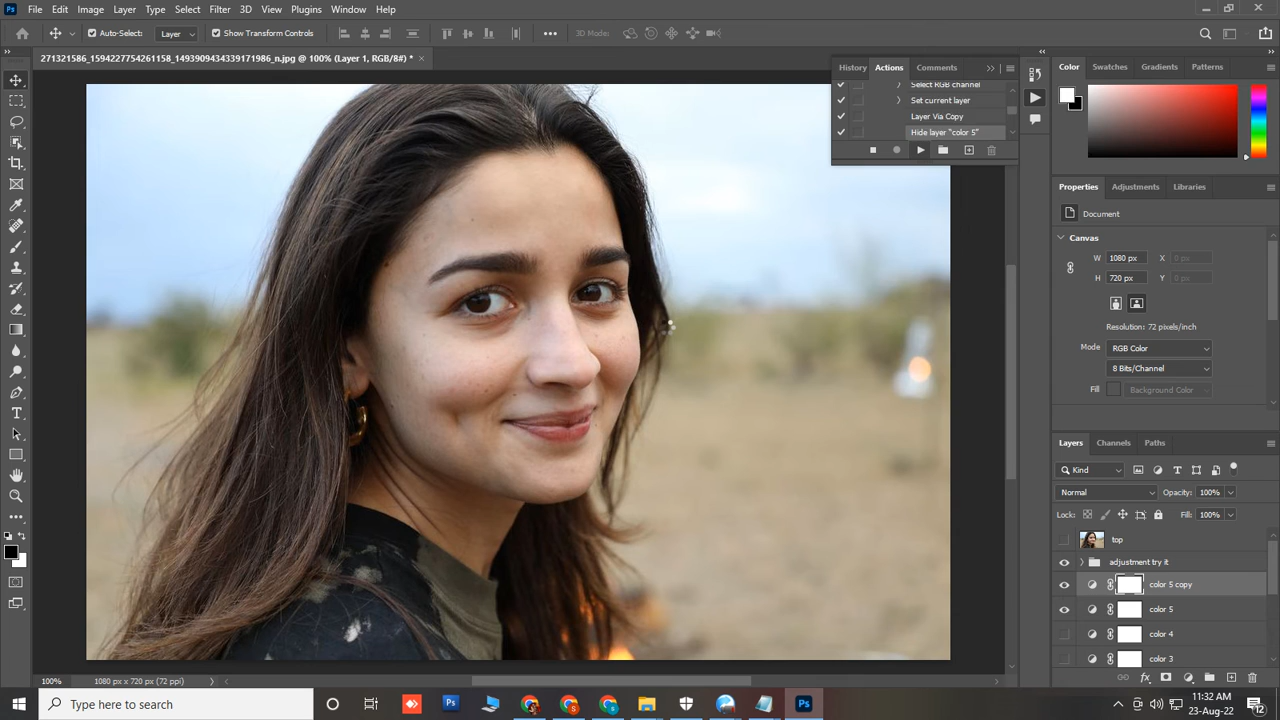 File Edit Image Layer Type Select Filter 3D View Plugins Window Help
Auto-Select: Layer Show Transform Controls 3D Mode:
271321586_1594227754261158_1493909434339171986_n.jpg @ 100% (Layer 1, RGB/8#) *
History Actions Comments
Select RGB channel
Set current layer
Layer Via Copy
Hide layer "color 5"
Color Swatches Gradients Patterns
Properties Adjustments Libraries
Document
Canvas
W 1080 px X 0 px
H 720 px Y 0 px
Resolution: 72 pixels/inch
Mode RGB Color
8 Bits/Channel
Fill Background Color
Layers Channels Paths
Kind
Normal Opacity: 100%
Lock: Fill: 100%
top
adjustment try it
color 5 copy
color 5
color 4
color 3
100% 1080 px x 720 px (72 ppi)
Type here to search
11:32 AM
23-Aug-22
12